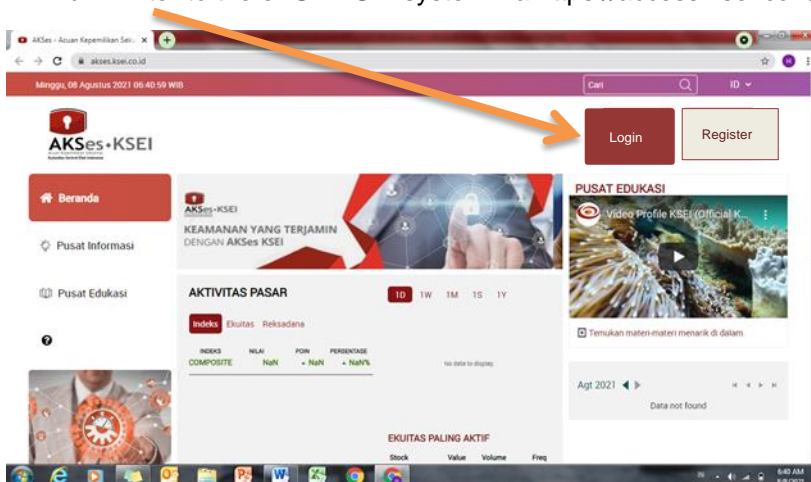 AKSes - Acuan Kepemilikan Sek
akses.ksei.co.id
Minggu, 08 Agustus 2021 06:40:59 WIB
Cari
ID
AKSes•KSEI
Login
Register
Beranda
Pusat Informasi
Pusat Edukasi
AKSes•KSEI
KEAMANAN YANG TERJAMIN
DENGAN AKSes KSEI
AKTIVITAS PASAR
1D 1W 1M 1S 1Y
Indeks Ekuitas Reksadana
INDEKS NILAI POIN PERSENTASE
COMPOSITE NaN NaN NaN%
No data to display
EKUITAS PALING AKTIF
Stock Value Volume Freq
PUSAT EDUKASI
Video Profile KSEI (Official K...
Temukan materi-materi menarik di dalam.
Agt 2021
Data not found
6:40 AM